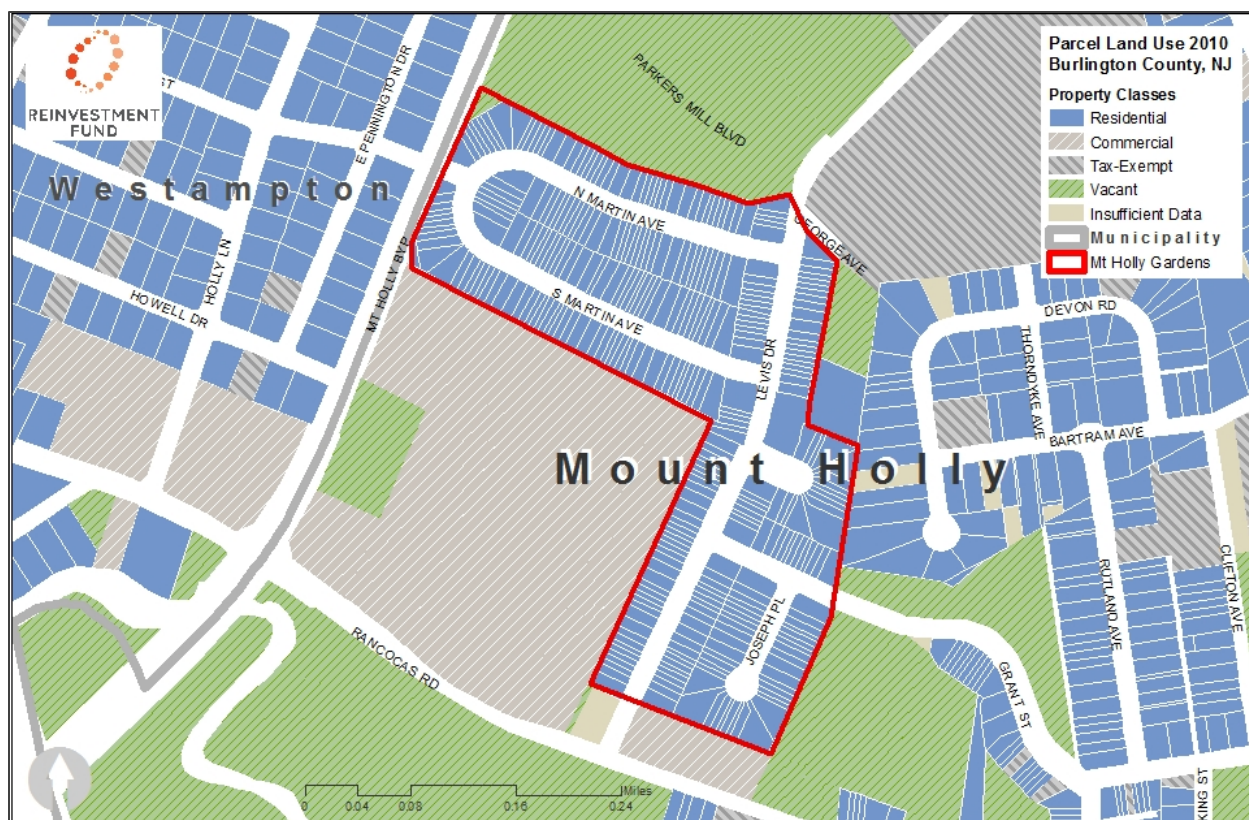 REINVESTMENT
FUND
Parcel Land Use 2010
Burlington County, NJ
Property Classes
Residential
Commercial
Tax-Exempt
Vacant
Insufficient Data
Municipality
Mt Holly Gardens
ST
E PENNINGTON DR
PARKERS MILL BLVD
Westampton
N MARTIN AVE
GEORGE AVE
HOLLY LN
MT HOLLY BYP
HOWELL DR
S MARTIN AVE
LEVIS DR
DEVON RD
THORNDYKE AVE
BARTRAM AVE
Mount Holly
RUTLAND AVE
CLIFTON AVE
JOSEPH PL
RANCOCAS RD
GRANT ST
KING ST
Miles
0 0.04 0.08 0.16 0.24